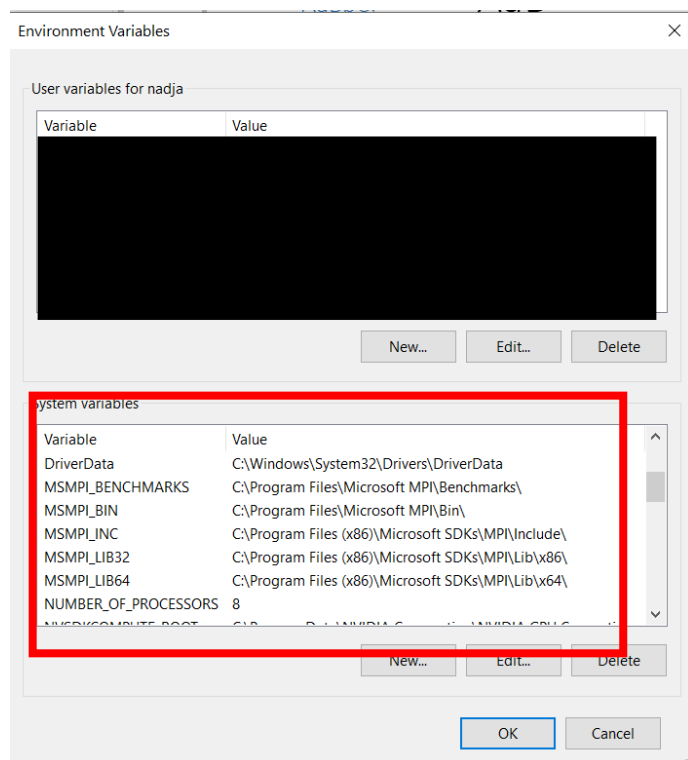 Environment Variables
User variables for nadja
Variable Value
New... Edit... Delete
System variables
Variable Value
DriverData C:\Windows\System32\Drivers\DriverData
MSMPI_BENCHMARKS C:\Program Files\Microsoft MPI\Benchmarks\
MSMPI_BIN C:\Program Files\Microsoft MPI\Bin\
MSMPI_INC C:\Program Files (x86)\Microsoft SDKs\MPI\Include\
MSMPI_LIB32 C:\Program Files (x86)\Microsoft SDKs\MPI\Lib\x86\
MSMPI_LIB64 C:\Program Files (x86)\Microsoft SDKs\MPI\Lib\x64\
NUMBER_OF_PROCESSORS 8
New... Edit... Delete
OK Cancel